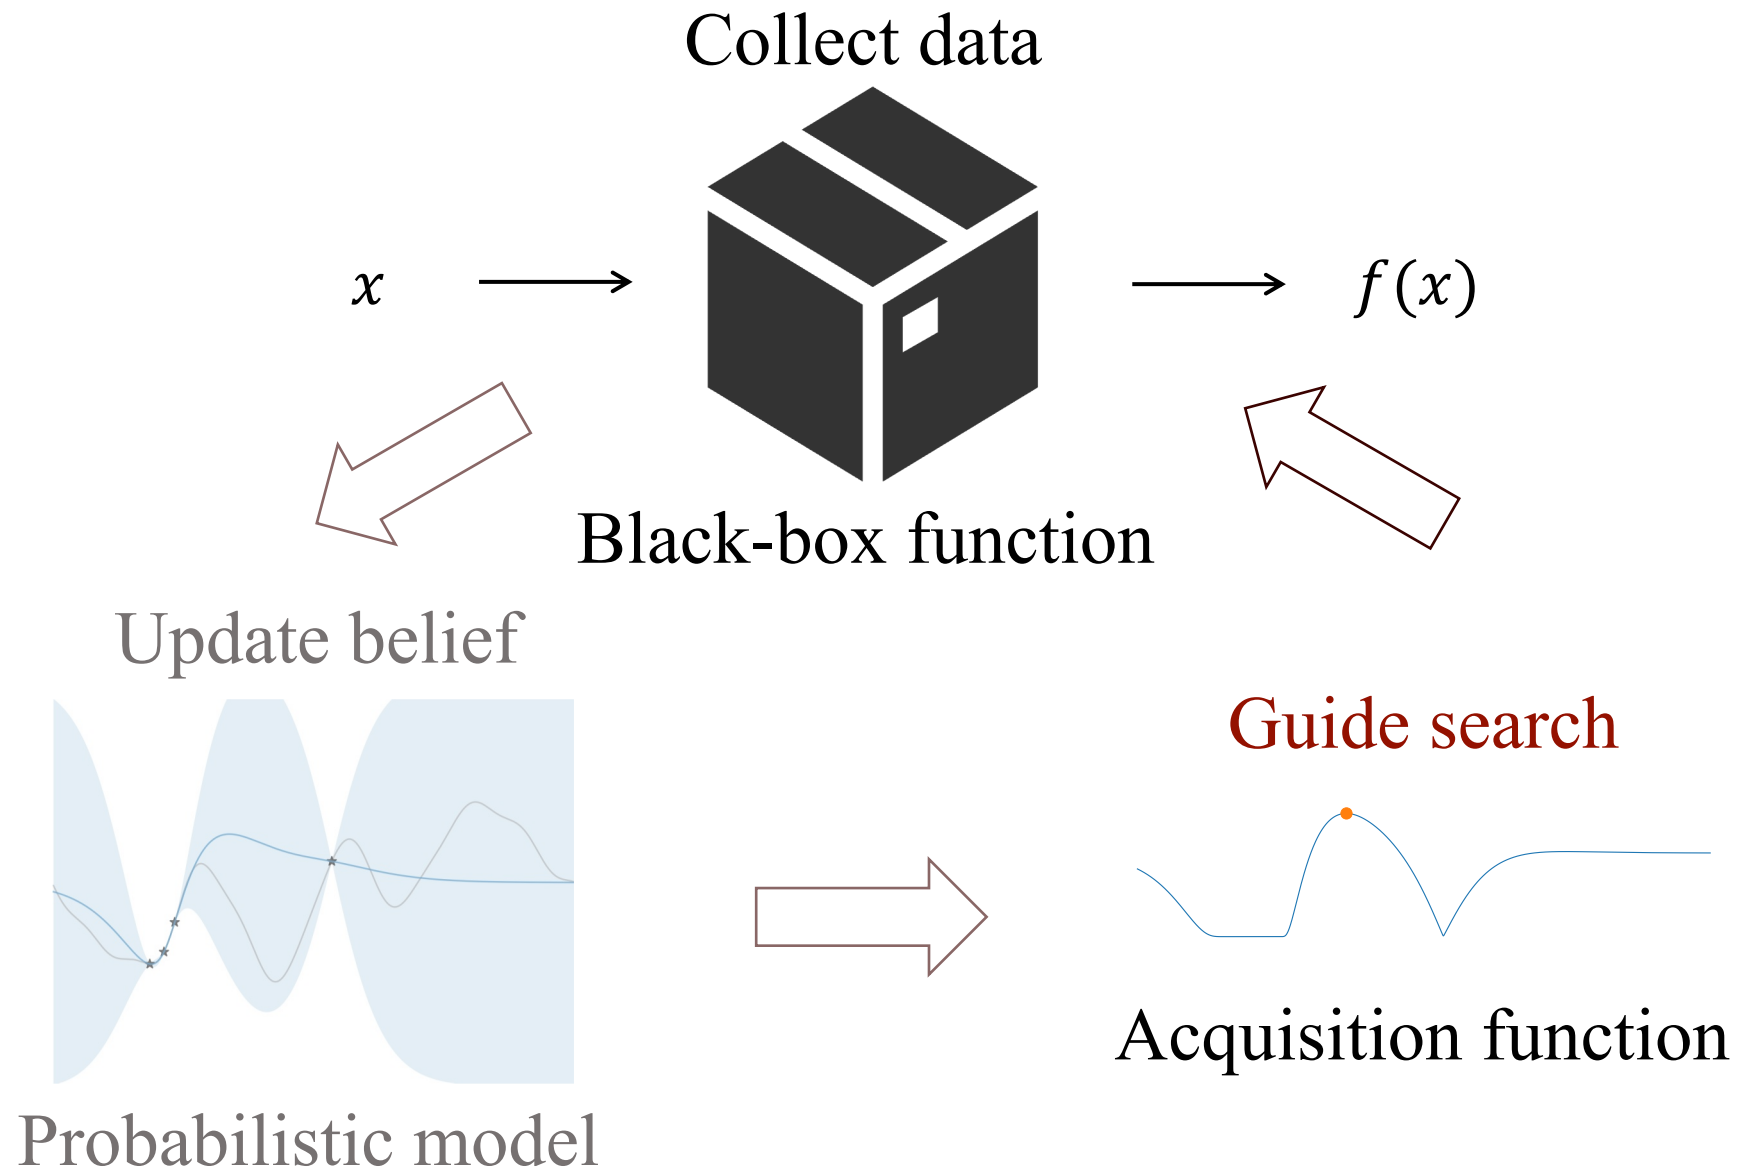 Collect data
x
f(x)
Black-box function
Update belief
Guide search
Acquisition function
Probabilistic model